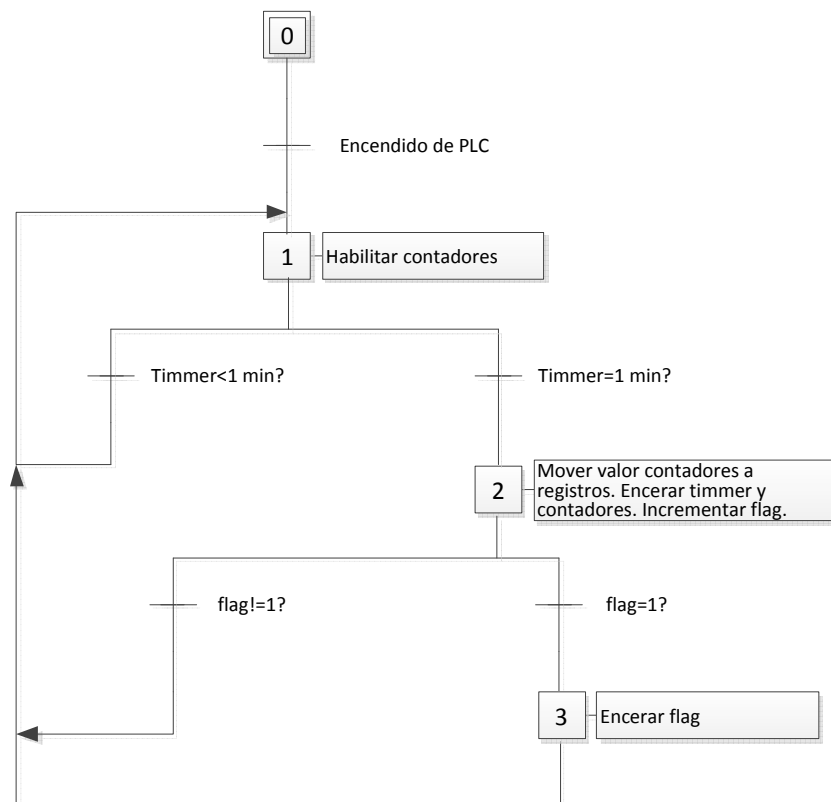 0
Encendido de PLC
1
Habilitar contadores
Timmer<1 min?
Timmer=1 min?
2
Mover valor contadores a
registros. Encerar timmer y
contadores. Incrementar flag.
flag!=1?
flag=1?
3
Encerar flag